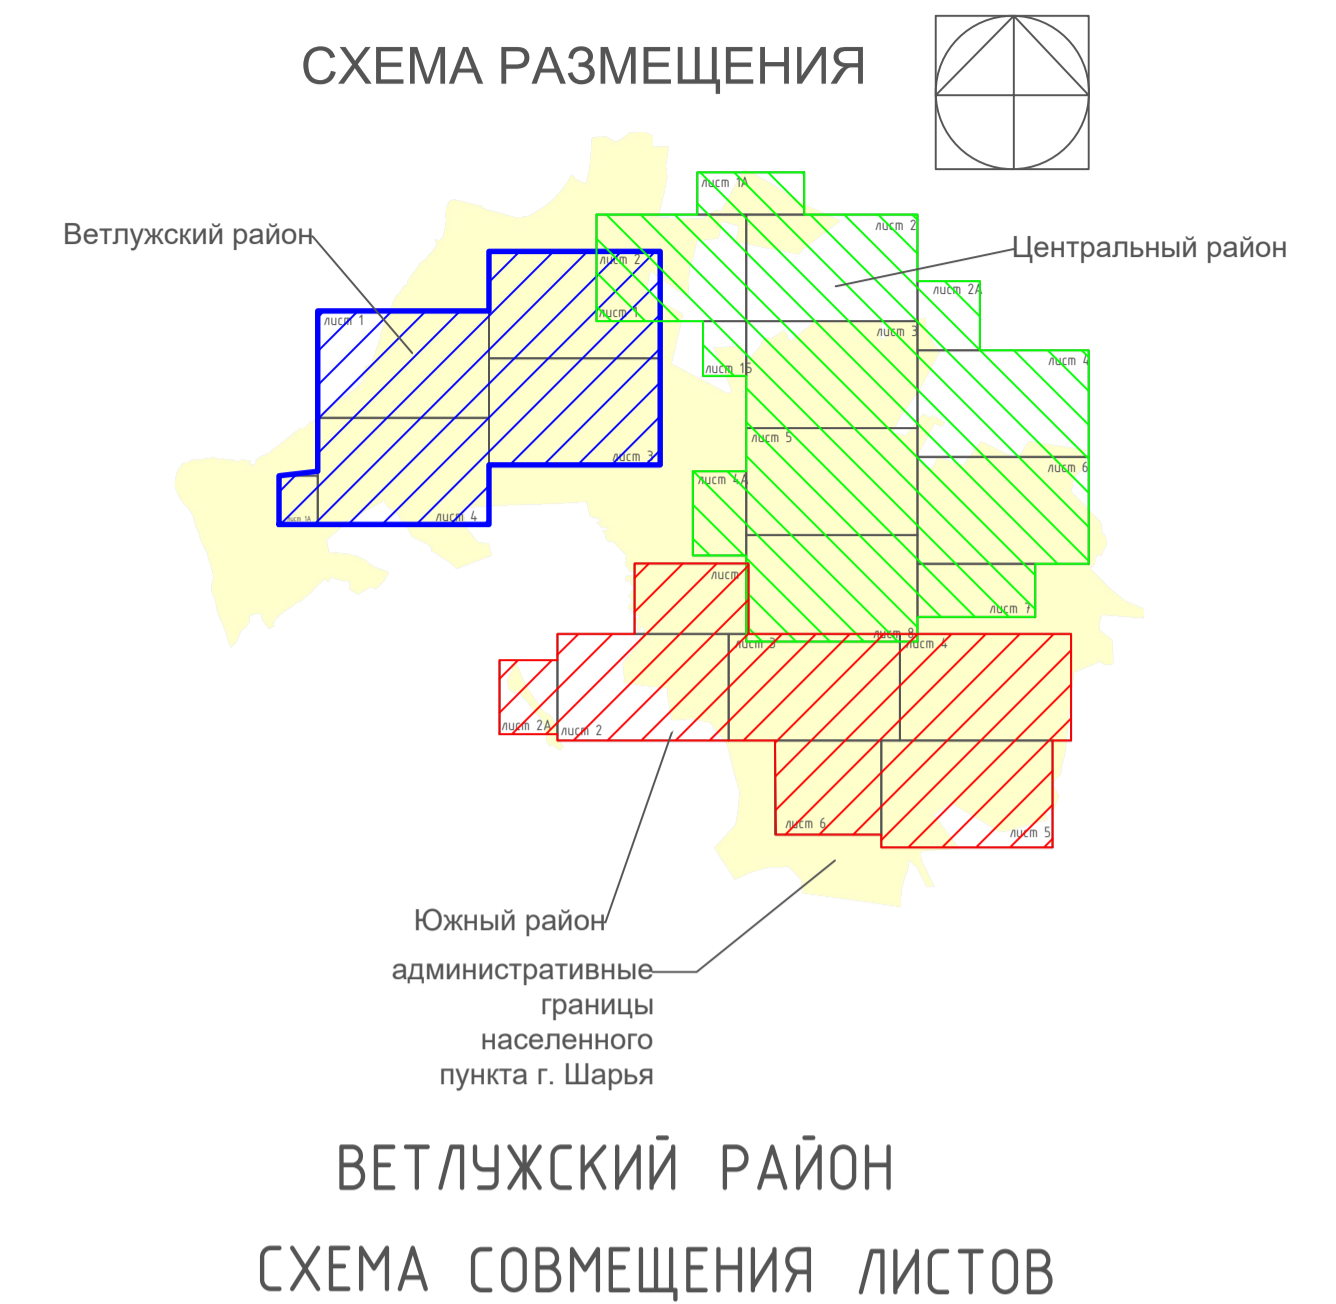 СХЕМА РАЗМЕЩЕНИЯ
лист 1А
лист 2
Ветлужский район
Центральный район
лист 2
лист 2А
лист 1
лист 1
лист 3
лист 4
лист 1Б
лист 5
лист 3
лист 6
лист 4А
лист 4
лист 1А
лист
лист 7
лист 8
лист 3
лист 4
лист 2А
лист 2
лист 6
лист 5
Южный район
административные
границы
населенного
пункта г. Шарья
ВЕТЛУЖСКИЙ РАЙОН
СХЕМА СОВМЕЩЕНИЯ ЛИСТОВ